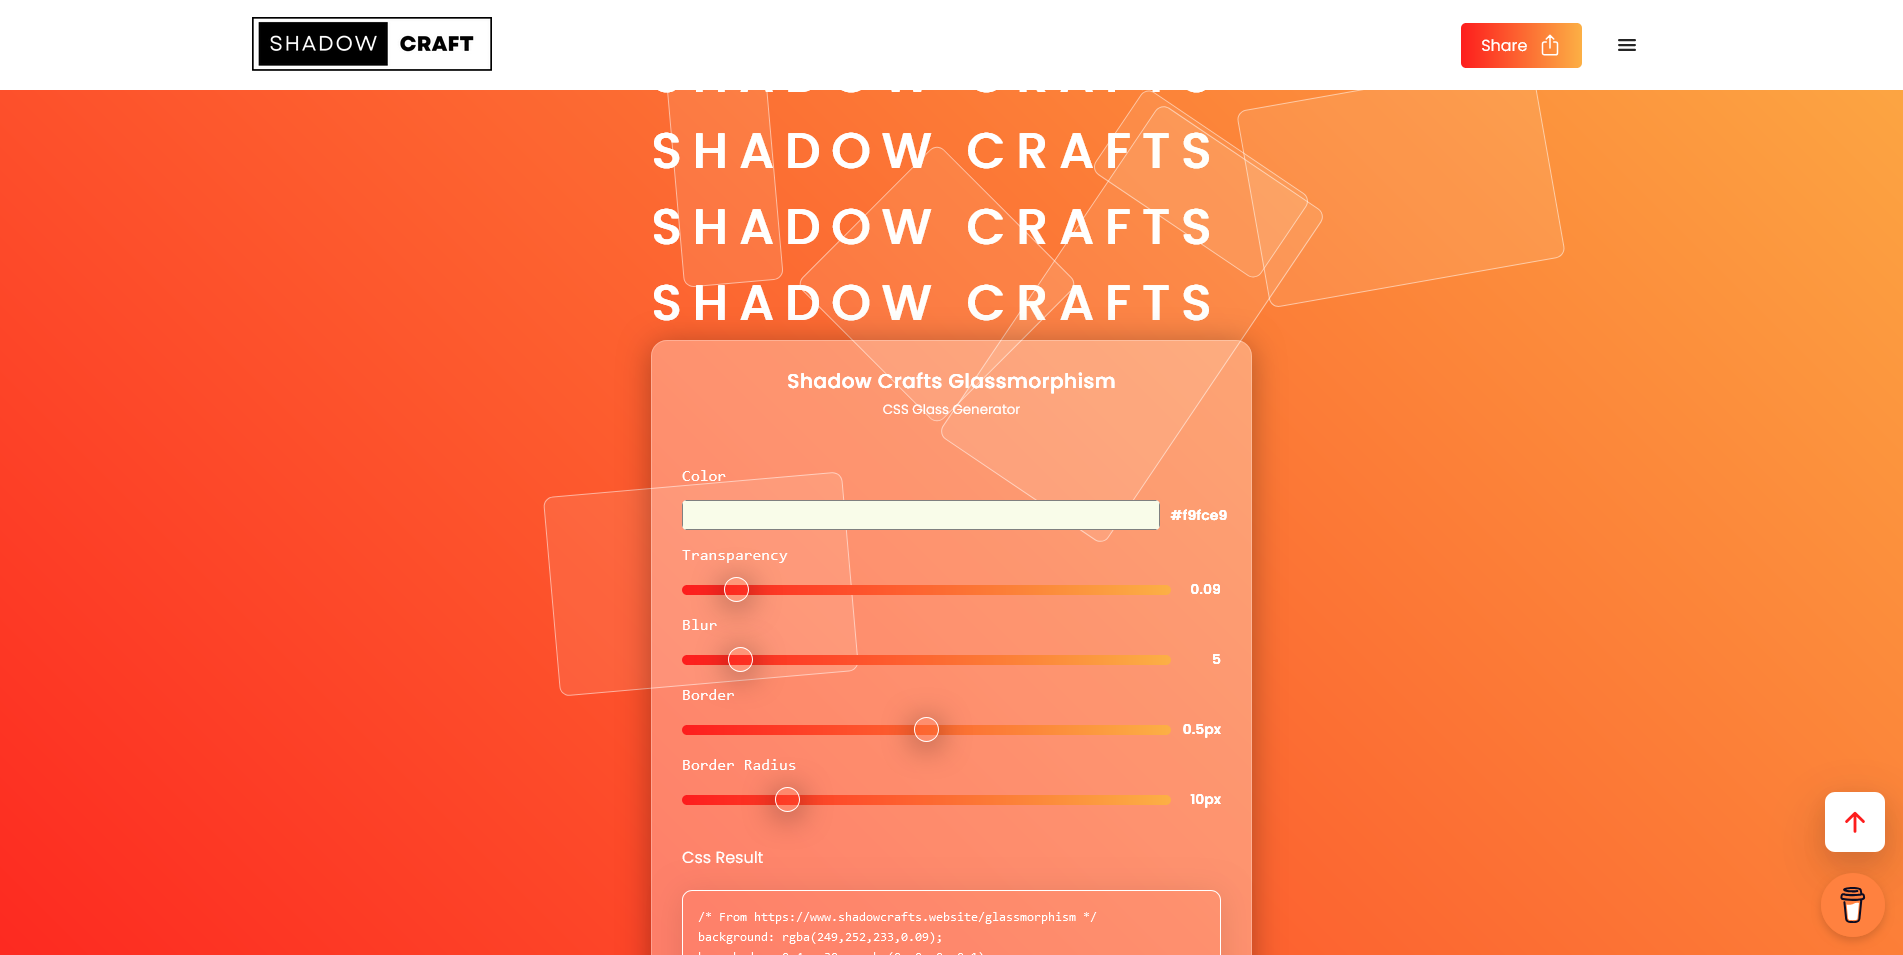 SHADOW CRAFT
Share
SHADOW CRAFTS
SHADOW CRAFTS
SHADOW CRAFTS
SHADOW CRAFTS
Shadow Crafts Glassmorphism
CSS Glass Generator
Color
#f9fce9
Transparency
0.09
Blur
5
Border
0.5px
Border Radius
10px
Css Result
/* From https://www.shadowcrafts.website/glassmorphism */
background: rgba(249,252,233,0.09);